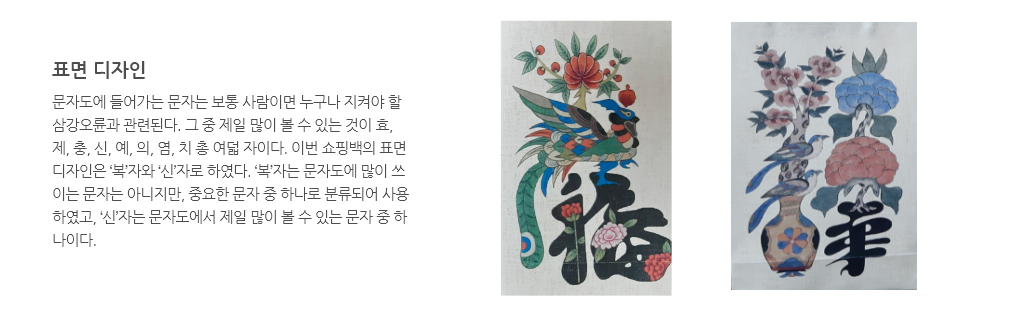 표면 디자인
문자도에 들어가는 문자는 보통 사람이면 누구나 지켜야 할
삼강오륜과 관련된다. 그 중 제일 많이 볼 수 있는 것이 효,
제, 충, 신, 예, 의, 염, 치 총 여덟 자이다. 이번 쇼핑백의 표면
디자인은 ‘복’자와 ‘신’자로 하였다. ‘복’자는 문자도에 많이 쓰
이는 문자는 아니지만, 중요한 문자 중 하나로 분류되어 사용
하였고, ‘신’자는 문자도에서 제일 많이 볼 수 있는 문자 중 하
나이다.